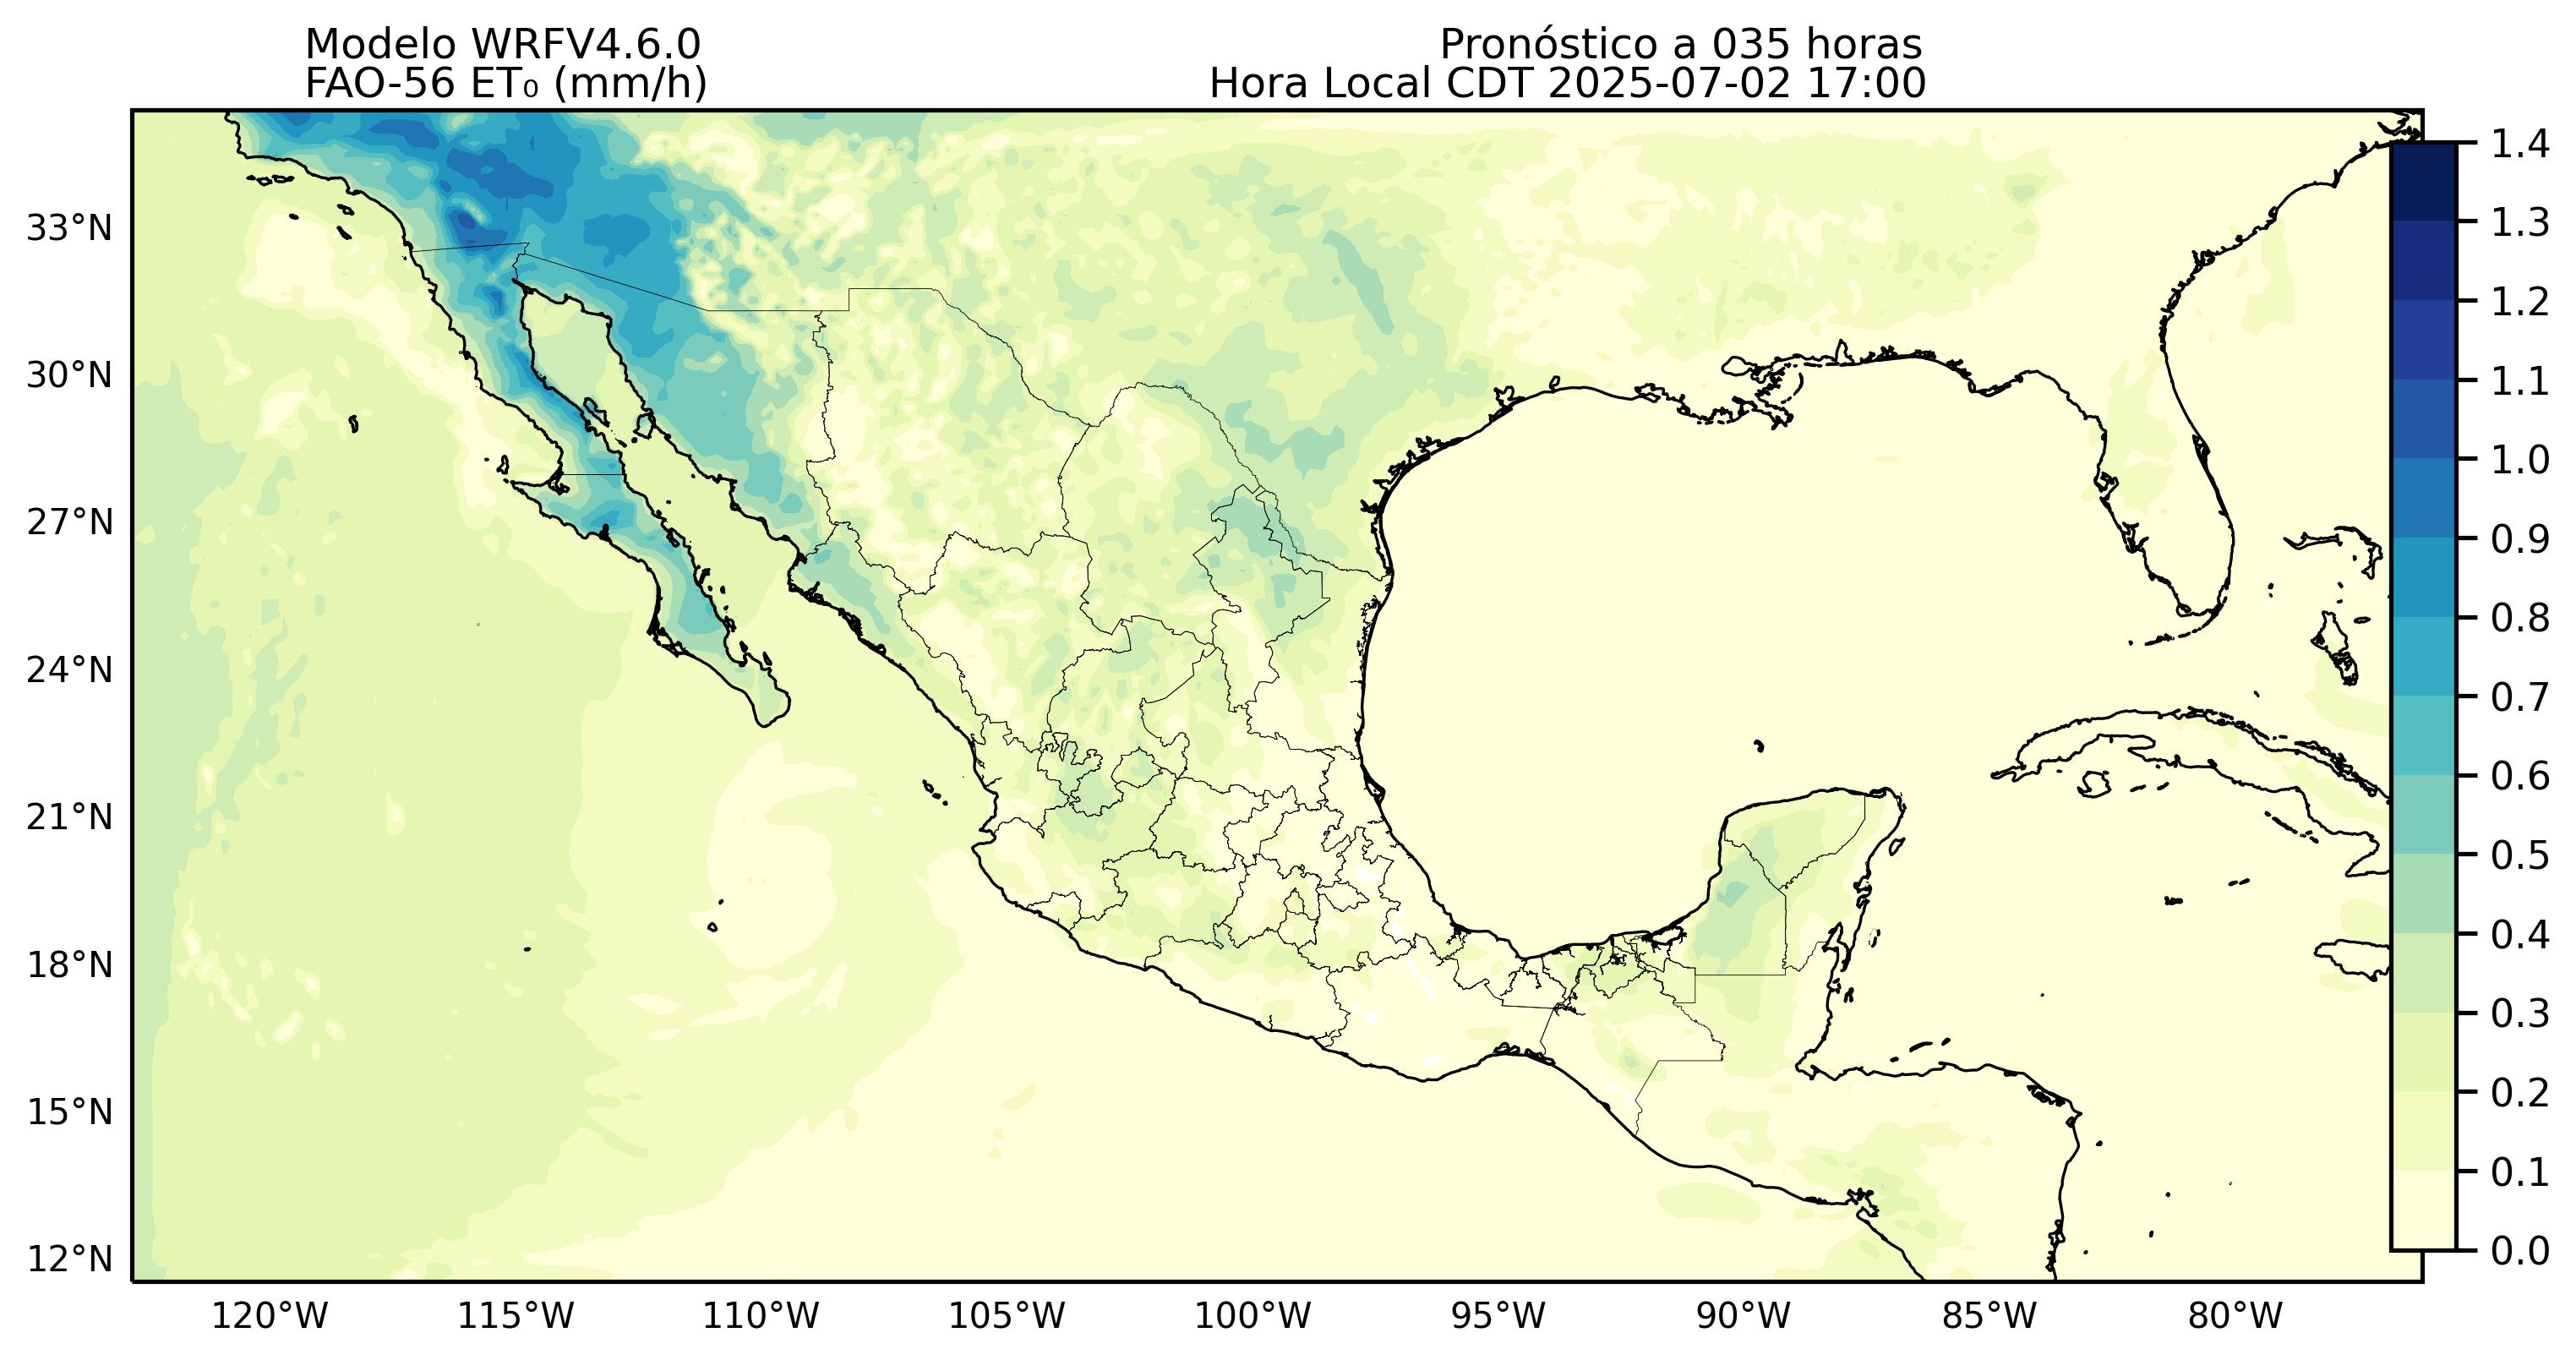 Modelo WRFV4.6.0
FAO-56 ET₀ (mm/h)
Pronóstico a 035 horas
Hora Local CDT 2025-07-02 17:00
33°N
30°N
27°N
24°N
21°N
18°N
15°N
12°N
120°W
115°W
110°W
105°W
100°W
95°W
90°W
85°W
80°W
1.4
1.3
1.2
1.1
1.0
0.9
0.8
0.7
0.6
0.5
0.4
0.3
0.2
0.1
0.0